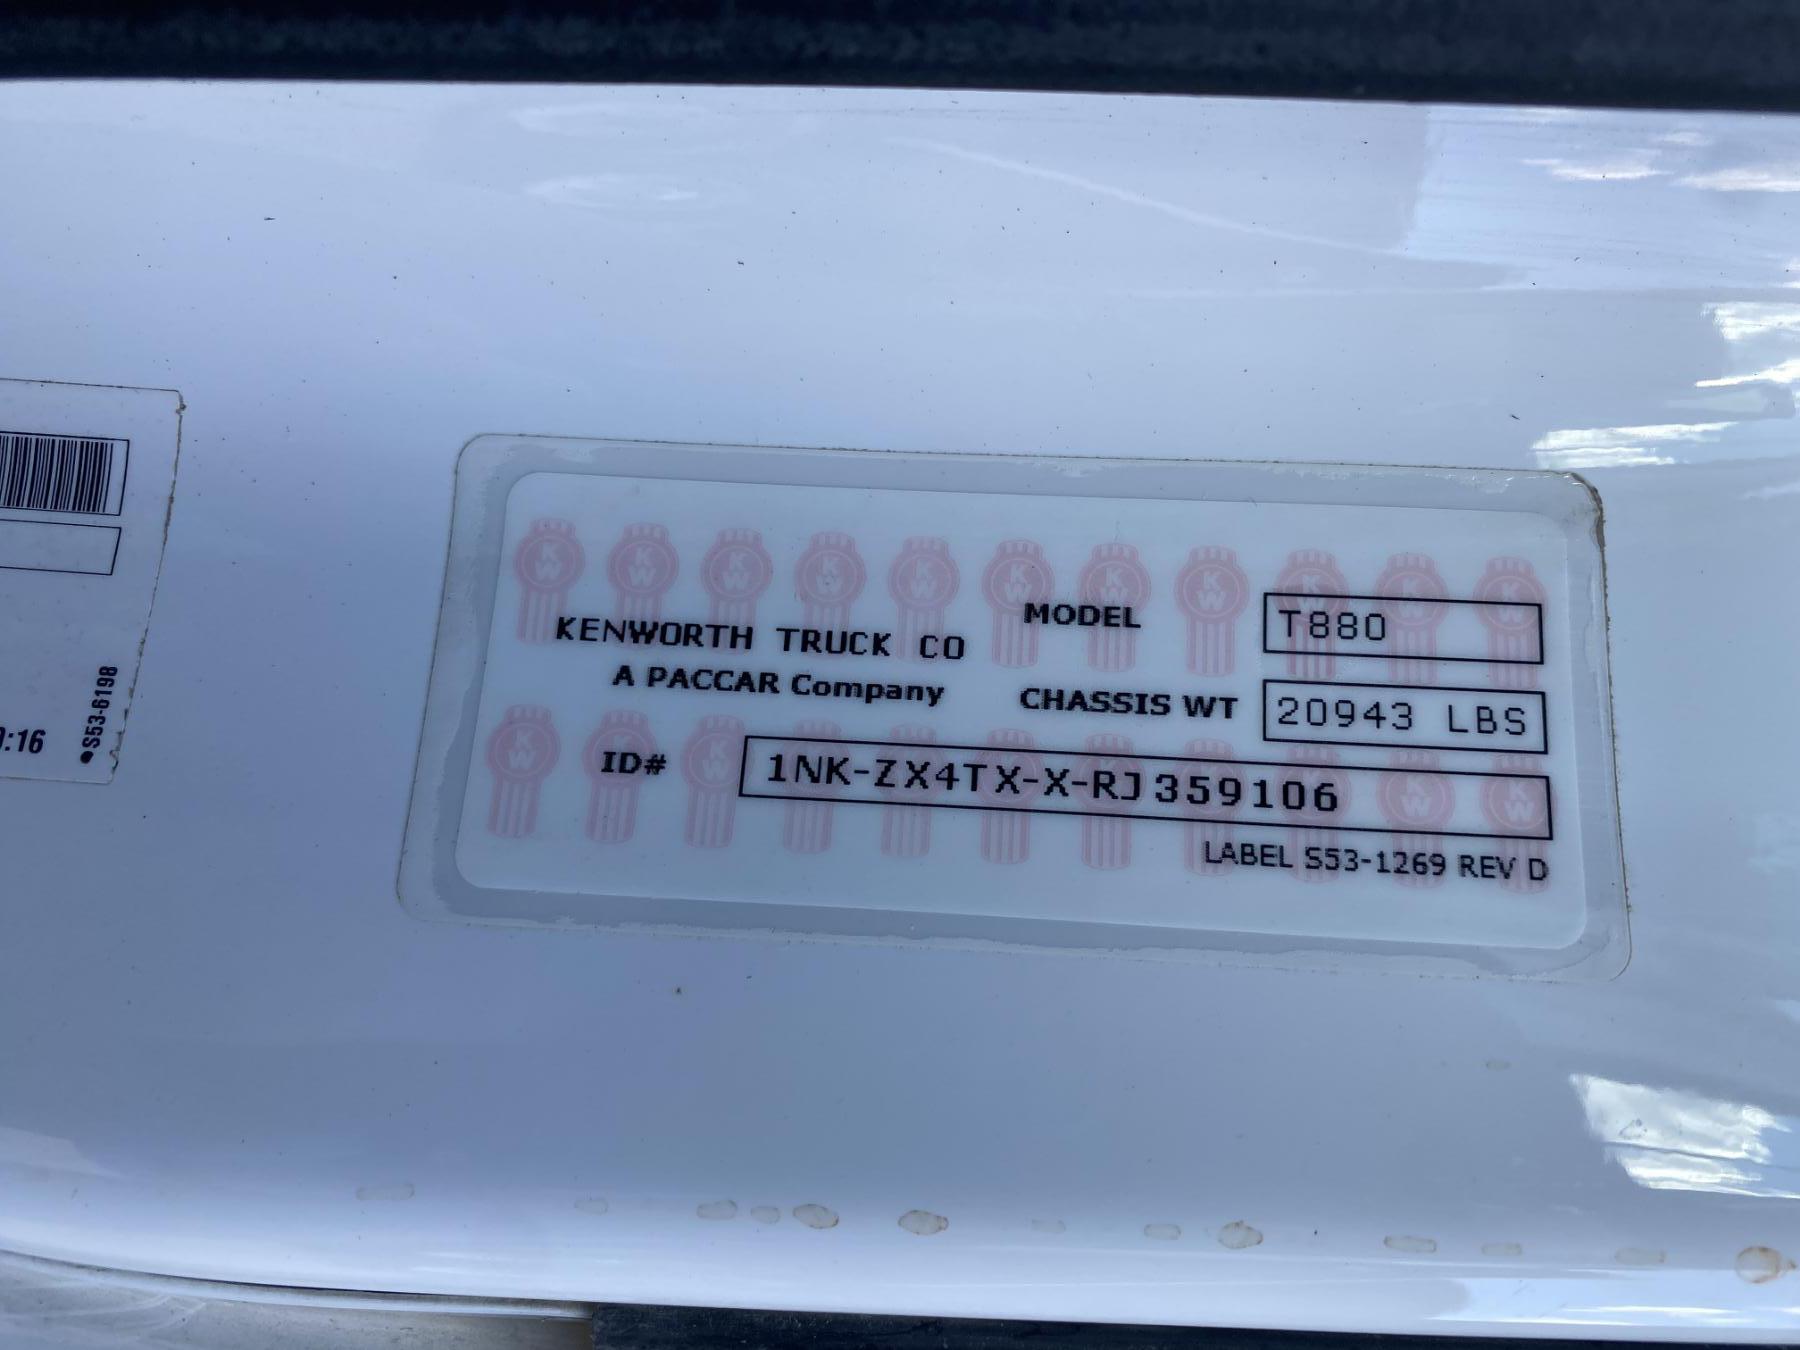 KENWORTH TRUCK CO
A PACCAR Company
MODEL T880
CHASSIS WT 20943 LBS
ID# 1NK-ZX4TX-X-RJ359106
LABEL S53-1269 REV D
:16
●S53-6198